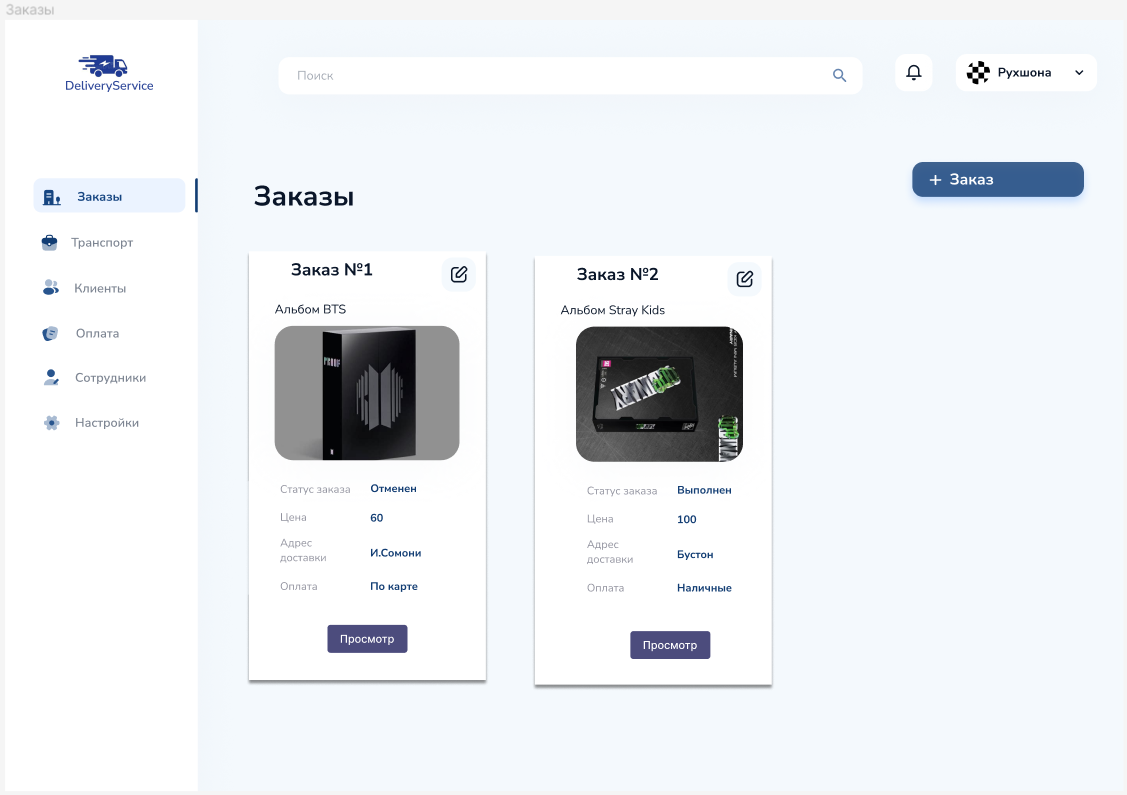 Заказы
DeliveryService
Поиск
Рухшона
Заказы
Транспорт
Клиенты
Оплата
Сотрудники
Настройки
Заказы
+ Заказ
Заказ №1
Альбом BTS
PROOF
Статус заказа Отменен
Цена 60
Адрес
доставки
И.Сомони
Оплата По карте
Просмотр
Заказ №2
Альбом Stray Kids
Статус заказа Выполнен
Цена 100
Адрес
доставки
Бустон
Оплата Наличные
Просмотр